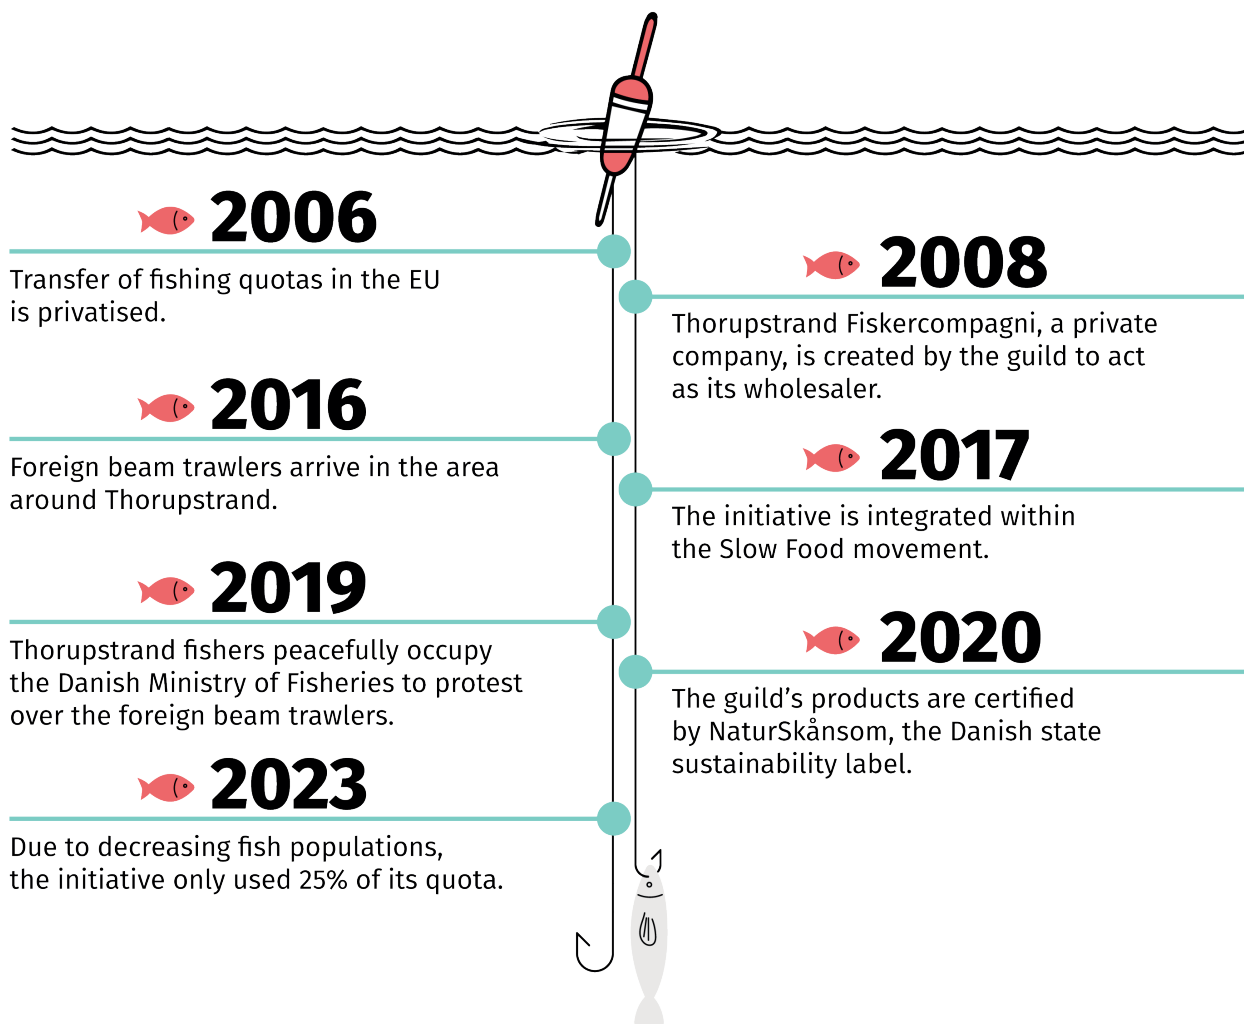 2006
Transfer of fishing quotas in the EU
is privatised.
2008
Thorupstrand Fiskercompagni, a private
company, is created by the guild to act
as its wholesaler.
2016
Foreign beam trawlers arrive in the area
around Thorupstrand.
2017
The initiative is integrated within
the Slow Food movement.
2019
Thorupstrand fishers peacefully occupy
the Danish Ministry of Fisheries to protest
over the foreign beam trawlers.
2020
The guild’s products are certified
by NaturSkånsom, the Danish state
sustainability label.
2023
Due to decreasing fish populations,
the initiative only used 25% of its quota.